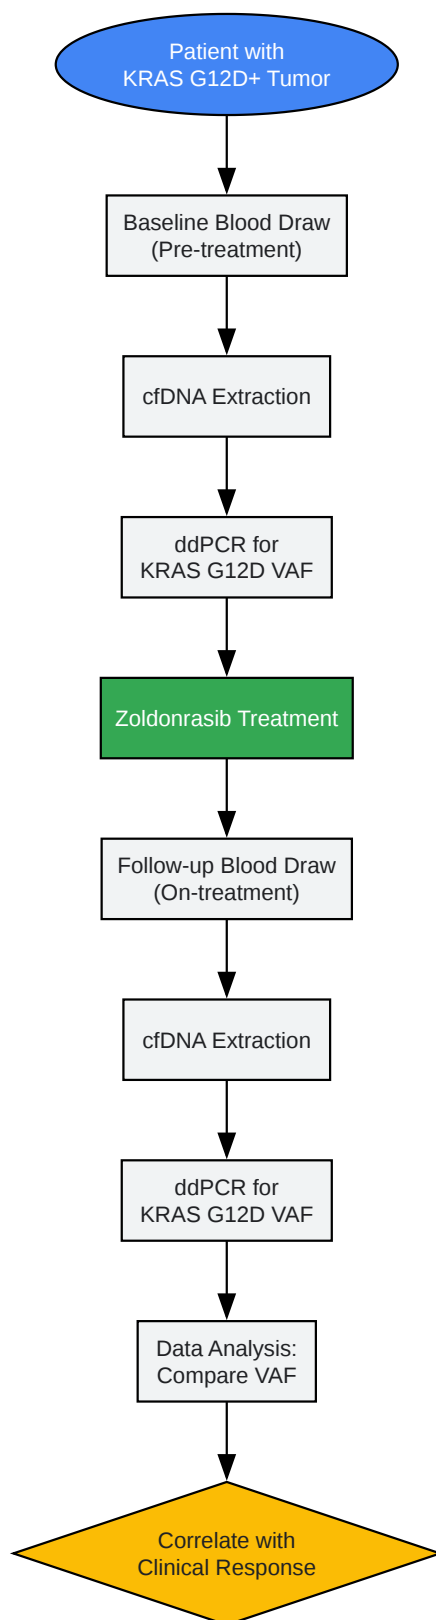 Patient with
KRAS G12D+ Tumor
Baseline Blood Draw
(Pre-treatment)
cfDNA Extraction
ddPCR for
KRAS G12D VAF
Zoldonrasib Treatment
Follow-up Blood Draw
(On-treatment)
cfDNA Extraction
ddPCR for
KRAS G12D VAF
Data Analysis:
Compare VAF
Correlate with
Clinical Response